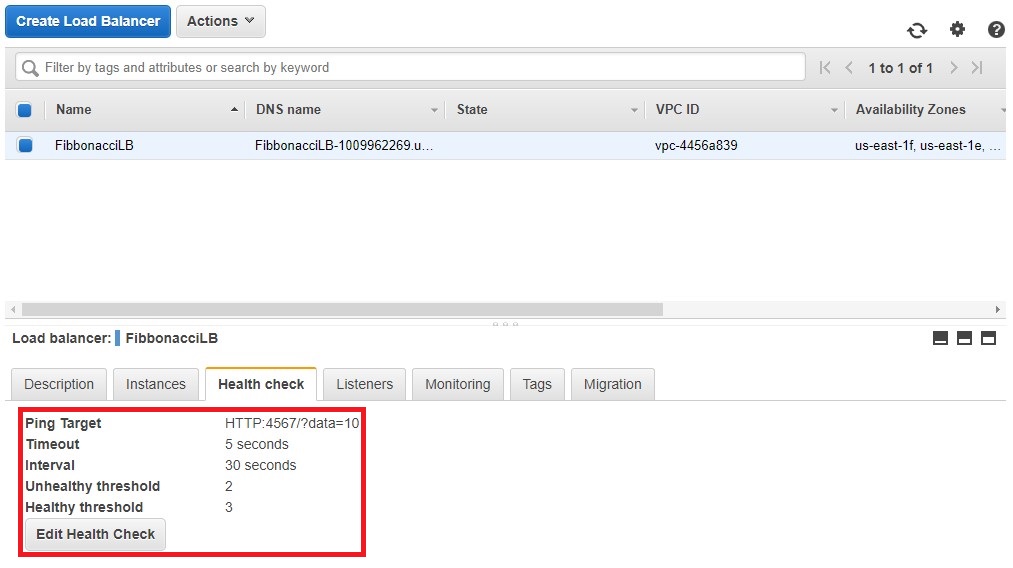 Create Load Balancer Actions
Filter by tags and attributes or search by keyword 1 to 1 of 1
Name DNS name State VPC ID Availability Zones
FibbonacciLB FibbonacciLB-1009962269.u... vpc-4456a839 us-east-1f, us-east-1e, ...
Load balancer: FibbonacciLB
Description Instances Health check Listeners Monitoring Tags Migration
Ping Target HTTP:4567/?data=10
Timeout 5 seconds
Interval 30 seconds
Unhealthy threshold 2
Healthy threshold 3
Edit Health Check